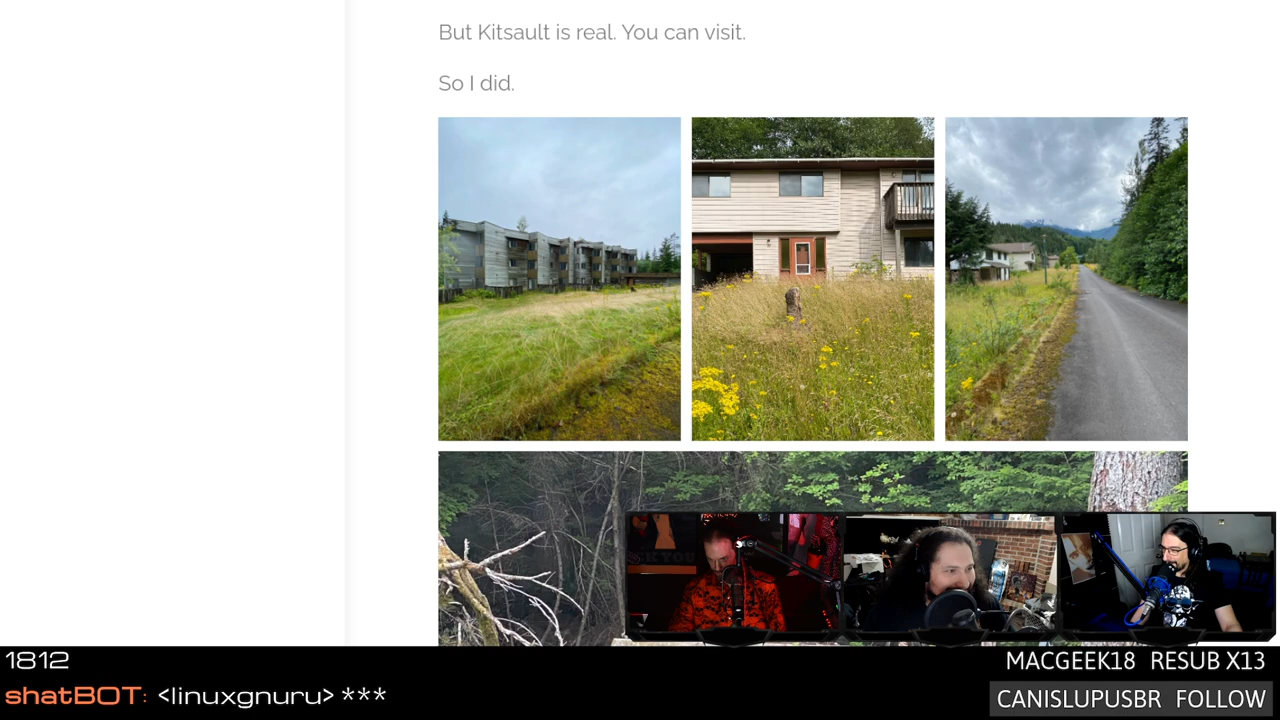 But Kitsault is real. You can visit.
So I did.
1812
MACGEEK18 RESUB X13
shatBOT: <linuxgnuru> ***
CANISLUPUSBR FOLLOW